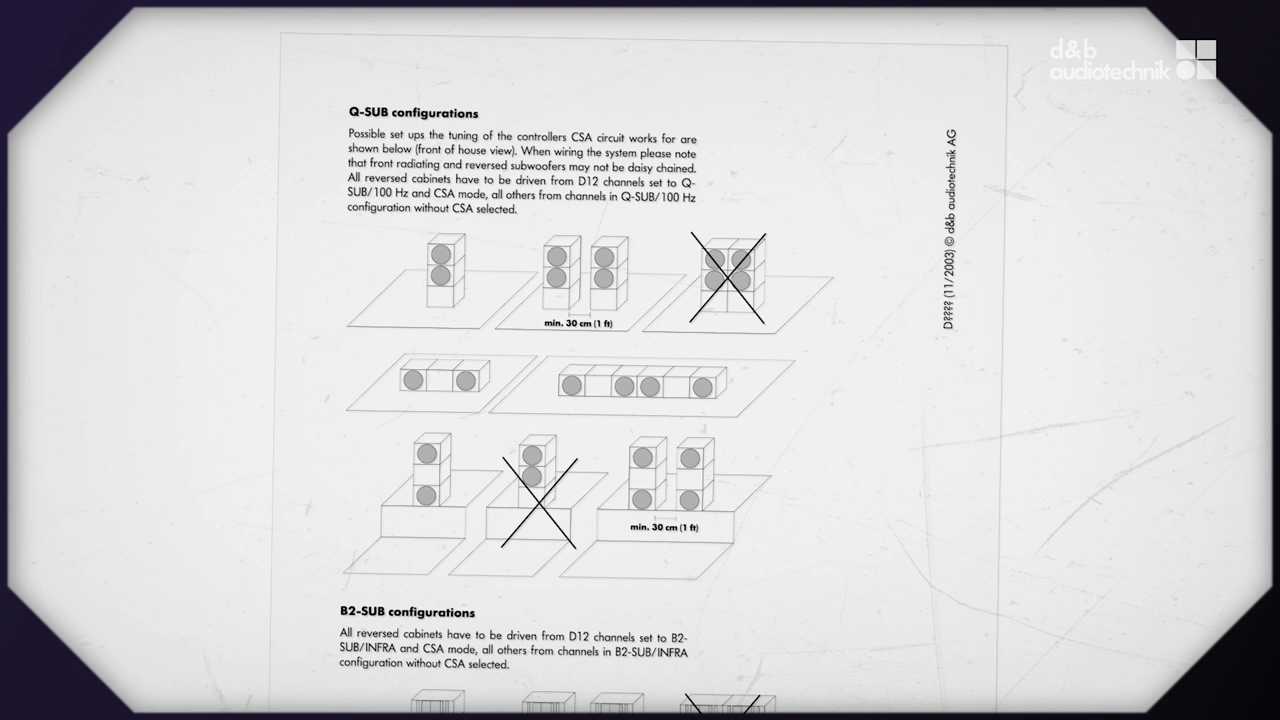 d&b
audiotechnik
Q-SUB configurations
Possible set ups the tuning of the controllers CSA circuit works for are
shown below (front of house view). When wiring the system please note
that front radiating and reversed subwoofers may not be daisy chained.
All reversed cabinets have to be driven from D12 channels set to Q-
SUB/100 Hz and CSA mode, all others from channels in Q-SUB/100 Hz
configuration without CSA selected.
min. 30 cm (1 ft)
min. 30 cm (1 ft)
B2-SUB configurations
All reversed cabinets have to be driven from D12 channels set to B2-
SUB/INFRA and CSA mode, all others from channels in B2-SUB/INFRA
configuration without CSA selected.
D???? (11/2003) © d&b audiotechnik AG